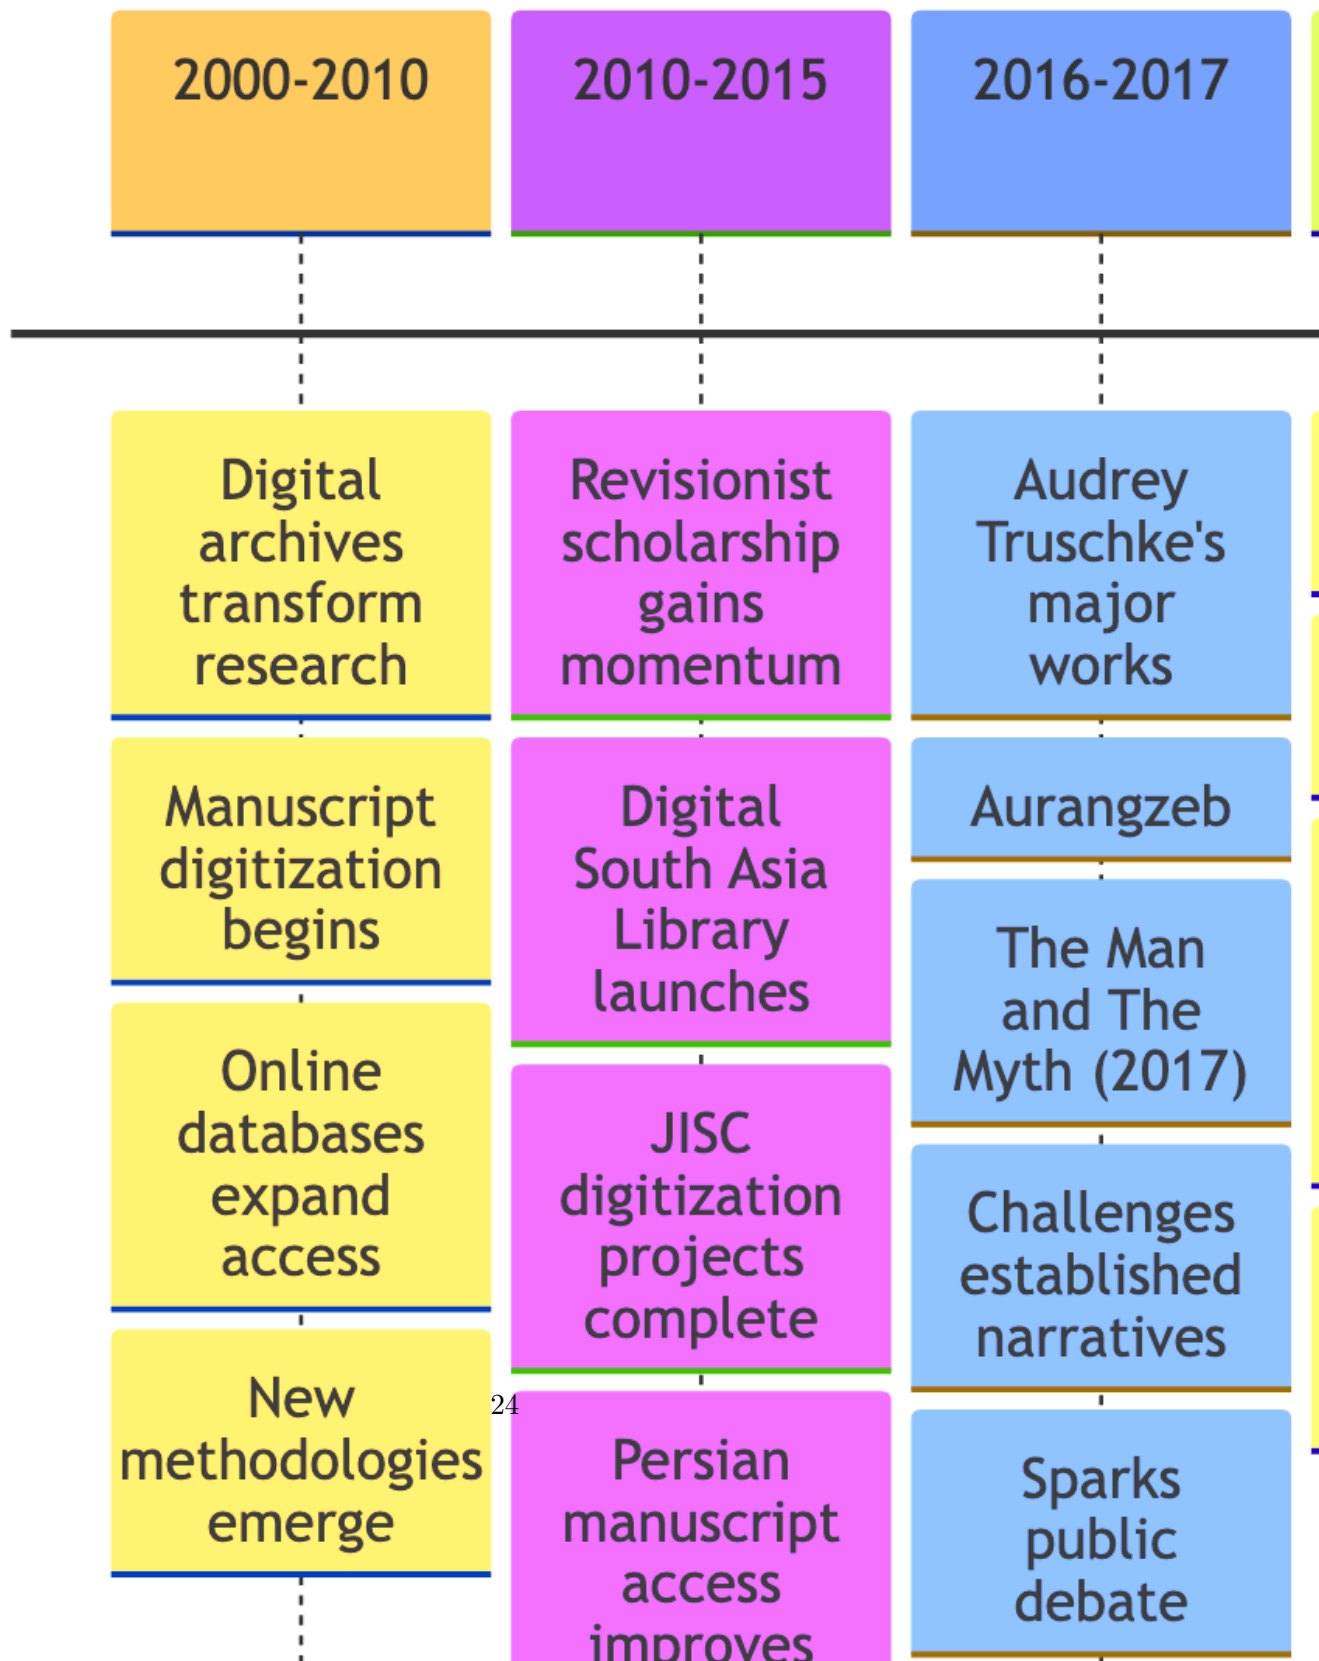 2000-2010
Digital
archives
transform
research
Manuscript
digitization
begins
Online
databases
expand
access
New
methodologies
emerge
2010-2015
Revisionist
scholarship
gains
momentum
Digital
South Asia
Library
launches
JISC
digitization
projects
complete
Persian
manuscript
access
improves
2016-2017
Audrey
Truschke's
major
works
Aurangzeb
The Man
and The
Myth (2017)
Challenges
established
narratives
Sparks
public
debate
24